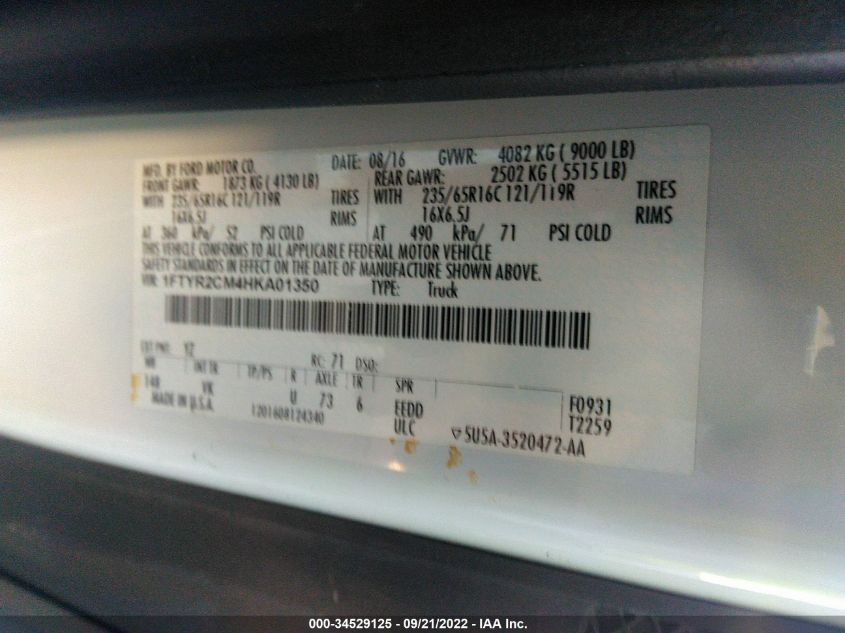 MFD. BY FORD MOTOR CO. DATE: 08/16 GVWR: 4082 KG ( 9000 LB)
FRONT GAWR: 1873 KG ( 4130 LB) REAR GAWR: 2502 KG ( 5515 LB)
WITH 235/65R16C 121/119R TIRES WITH 235/65R16C 121/119R TIRES
16X6.5J RIMS 16X6.5J RIMS
AT 360 kPa/ 52 PSI COLD AT 490 kPa/ 71 PSI COLD
THIS VEHICLE CONFORMS TO ALL APPLICABLE FEDERAL MOTOR VEHICLE
SAFETY STANDARDS IN EFFECT ON THE DATE OF MANUFACTURE SHOWN ABOVE.
VIN: 1FTYR2CM4HKA01350 TYPE: Truck
EXT PNT: YZ RC: 71 DSO:
WB INT TR TP/PS R AXLE TR SPR
148 VK U 73 6 EEDD F0931
MADE IN U.S.A. 1201608124340 ULC T2259
▽5USA-3520472-AA
000-34529125 - 09/21/2022 - IAA Inc.